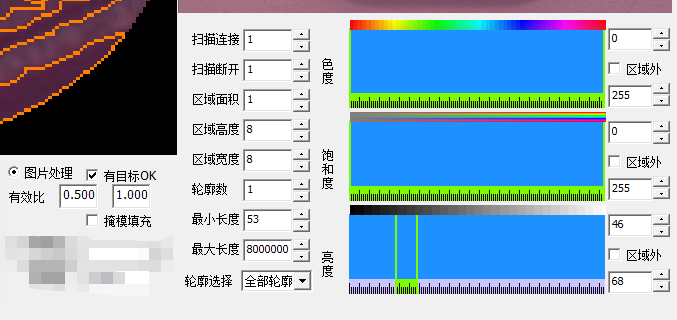 扫描连接 1
扫描断开 1
区域面积 1
区域高度 8
区域宽度 8
轮廓数 1
最小长度 53
最大长度 8000000
轮廓选择 全部轮廓
图片处理 有目标OK
有效比 0.500 1.000
掩模填充
色度
0
区域外
255
饱和度
0
区域外
255
亮度
46
区域外
68